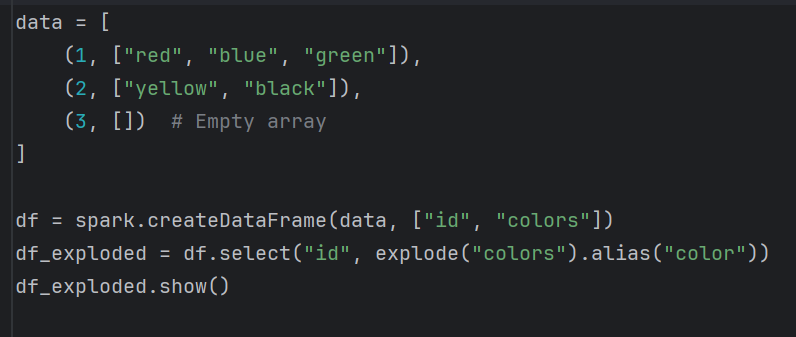 data = [
    (1, ["red", "blue", "green"]),
    (2, ["yellow", "black"]),
    (3, [])  # Empty array
]
df = spark.createDataFrame(data, ["id", "colors"])
df_exploded = df.select("id", explode("colors").alias("color"))
df_exploded.show()